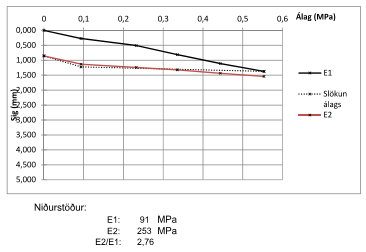 0 0,1 0,2 0,3 0,4 0,5 0,6 Álag (MPa)
0,000
0,500
1,000
1,500
2,000
2,500
3,000
3,500
4,000
4,500
5,000
Sig (mm)
E1
Slökun
álags
E2
Niðurstöður:
E1: 91 MPa
E2: 253 MPa
E2/E1: 2,76